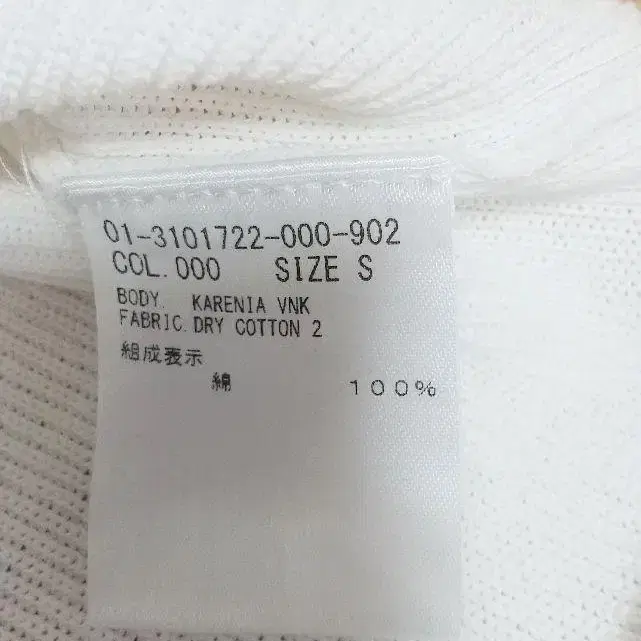 01-3101722-000-902
COL.000 SIZE S
BODY. KARENIA VNK
FABRIC.DRY COTTON 2
組成表示
綿 100%